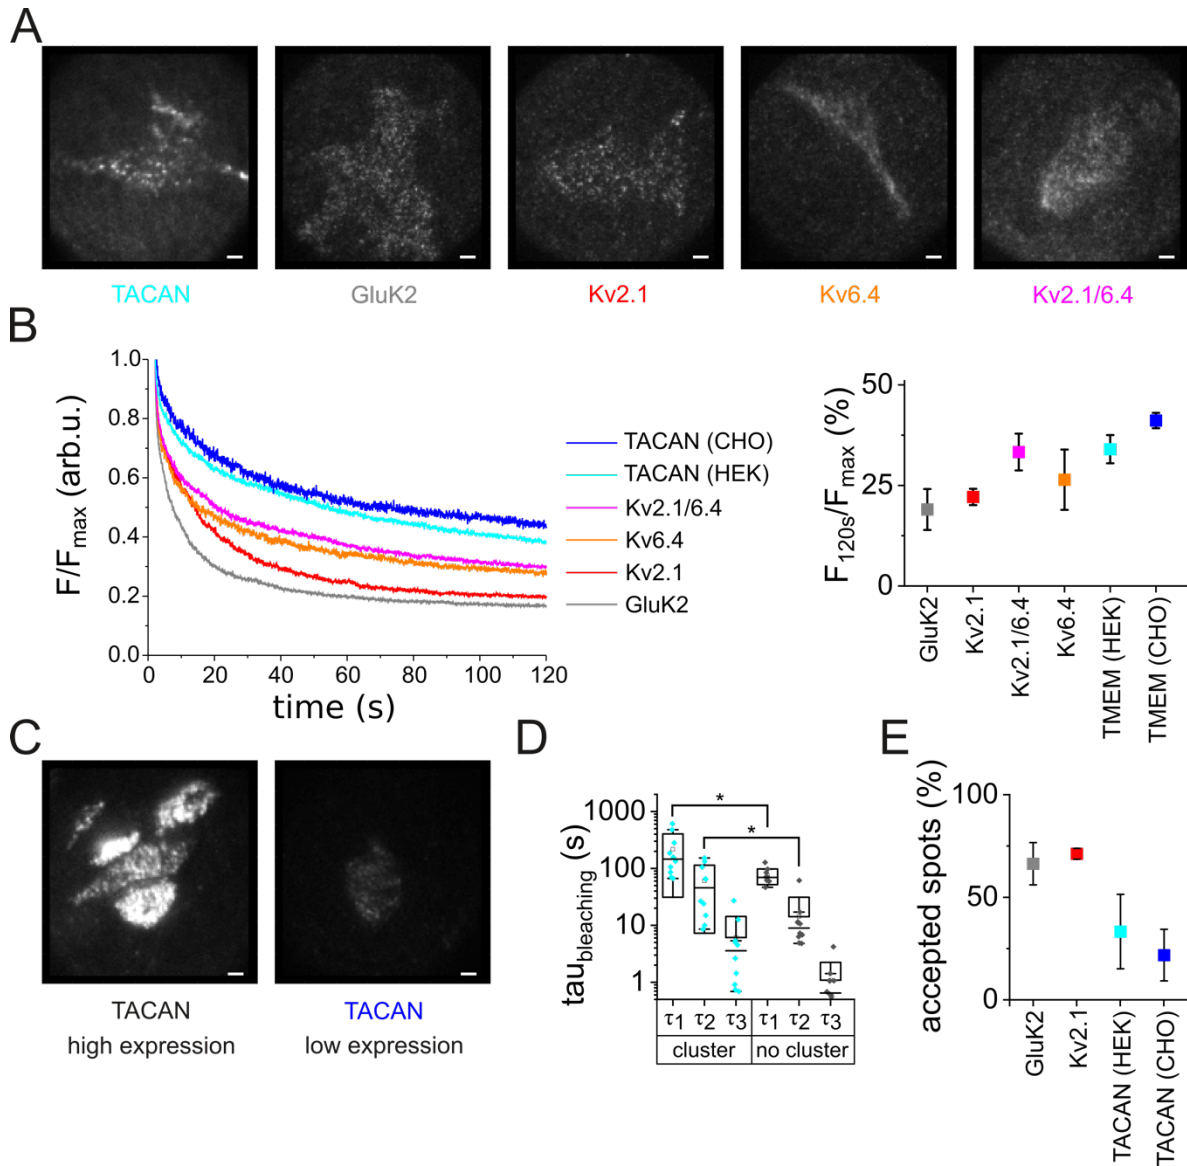 A
TACAN
GluK2
Kv2.1
Kv6.4
Kv2.1/6.4
B
F/Fmax (arb.u.)
1.0
0.8
0.6
0.4
0.2
0.0
0 20 40 60 80 100 120
time (s)
TACAN (CHO)
TACAN (HEK)
Kv2.1/6.4
Kv6.4
Kv2.1
GluK2
F120s/Fmax (%)
50
25
0
GluK2
Kv2.1
Kv2.1/6.4
Kv6.4
TMEM (HEK)
TMEM (CHO)
C
TACAN
high expression
TACAN
low expression
D
taubleaching (s)
1000
100
10
1
*
*
τ1 τ2 τ3 τ1 τ2 τ3
cluster no cluster
E
accepted spots (%)
100
50
0
GluK2
Kv2.1
TACAN (HEK)
TACAN (CHO)